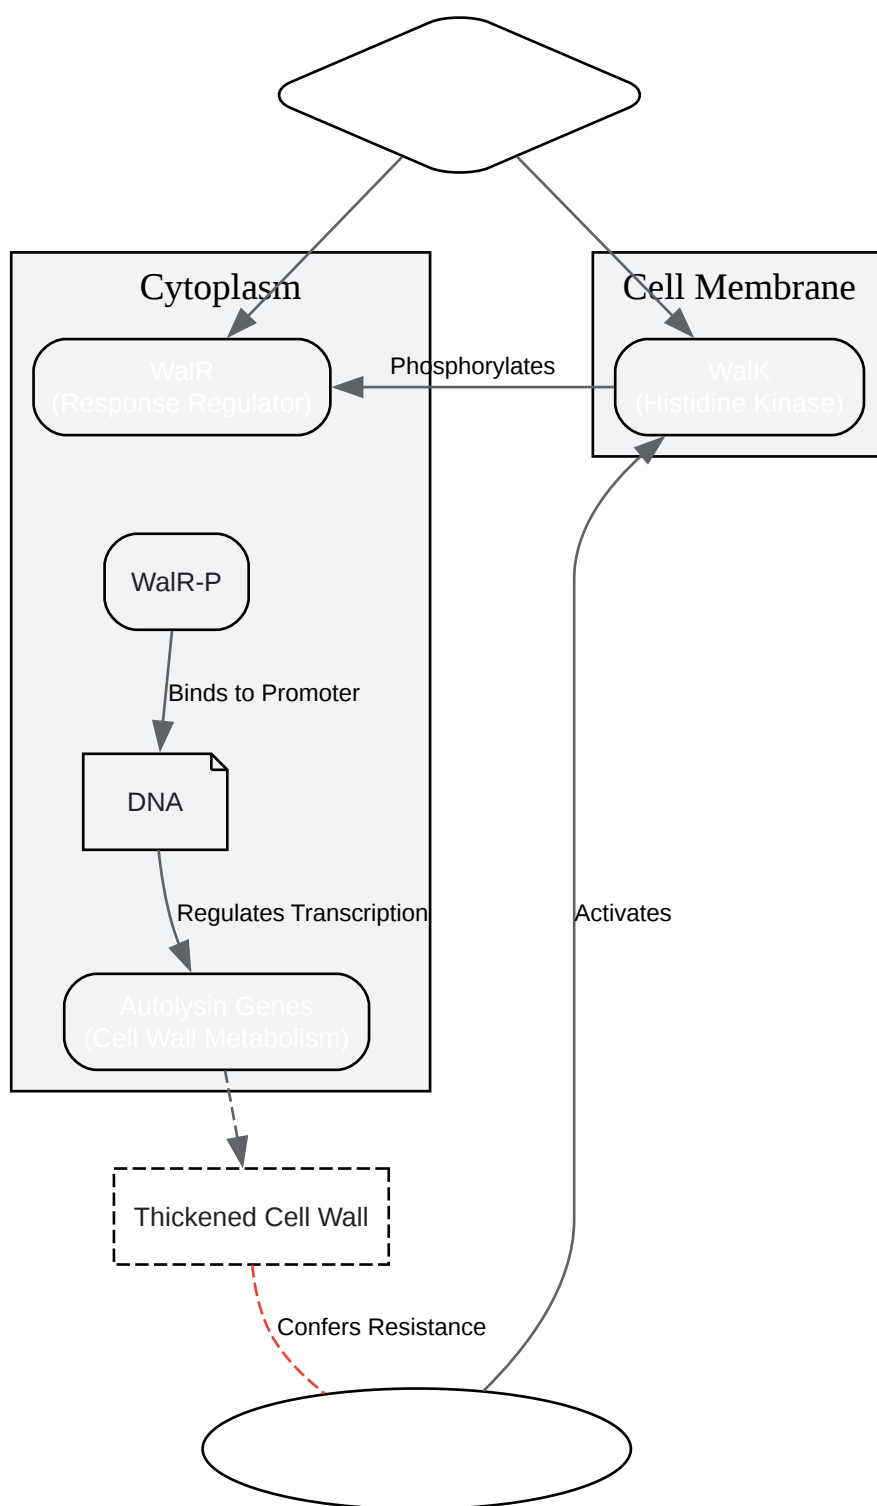 Cytoplasm
Cell Membrane
WalR
(Response Regulator)
Phosphorylates
WalK
(Histidine Kinase)
WalR-P
Binds to Promoter
DNA
Regulates Transcription
Activates
Autolysin Genes
(Cell Wall Metabolism)
Thickened Cell Wall
Confers Resistance